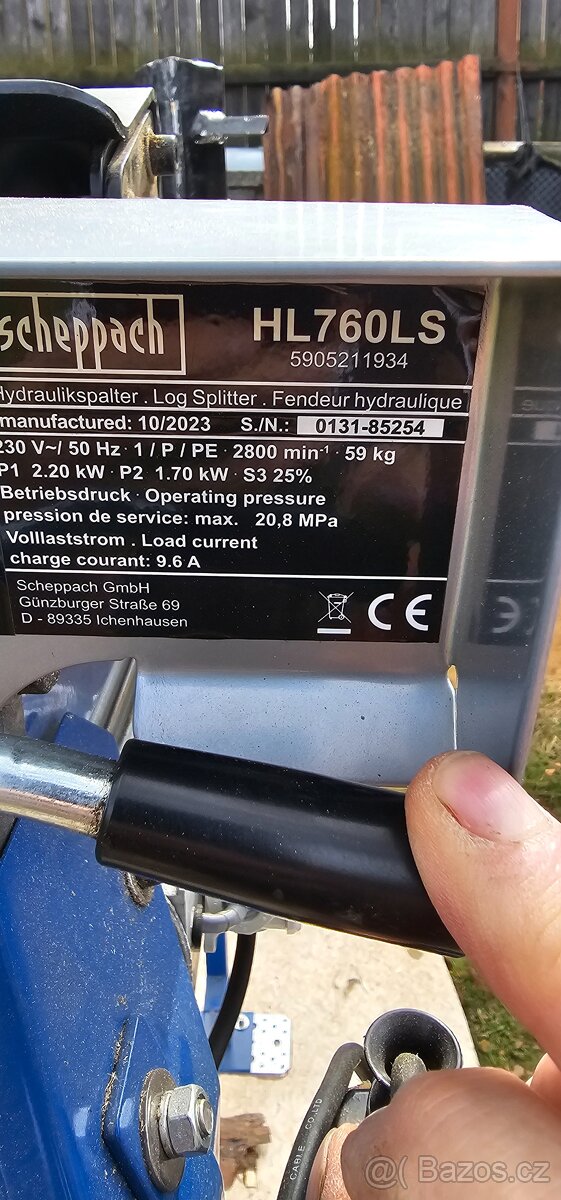 scheppach
HL760LS
5905211934
Hydraulikspalter . Log Splitter . Fendeur hydraulique
manufactured: 10/2023 S./N.: 0131-85254
230 V~/ 50 Hz · 1 / P / PE · 2800 min⁻¹ · 59 kg
P1 2.20 kW · P2 1.70 kW · S3 25%
Betriebsdruck · Operating pressure
pression de service: max. 20,8 MPa
Volllaststrom . Load current
charge courant: 9.6 A
Scheppach GmbH
Günzburger Straße 69
D - 89335 Ichenhausen
CE
CABLE CO.,LTD
Bazos.cz